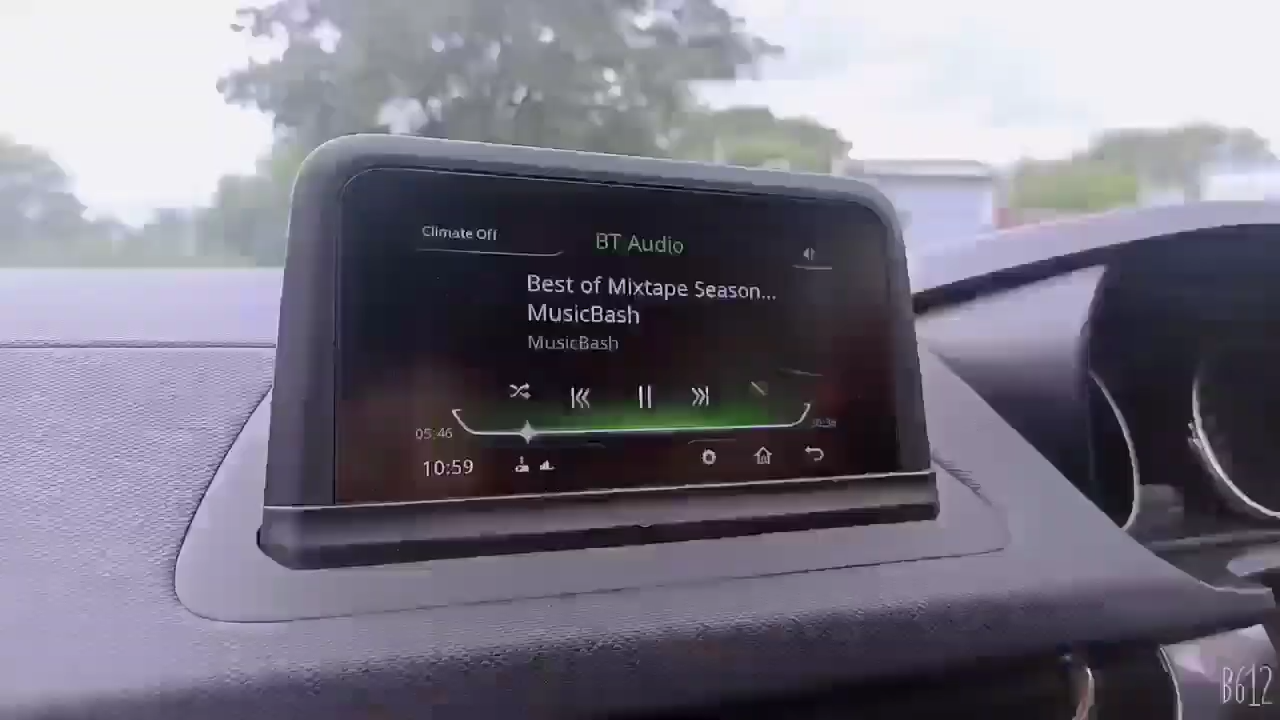 Climate Off
BT Audio
Best of Mixtape Season...
MusicBash
MusicBash
05:46
10:59
B612